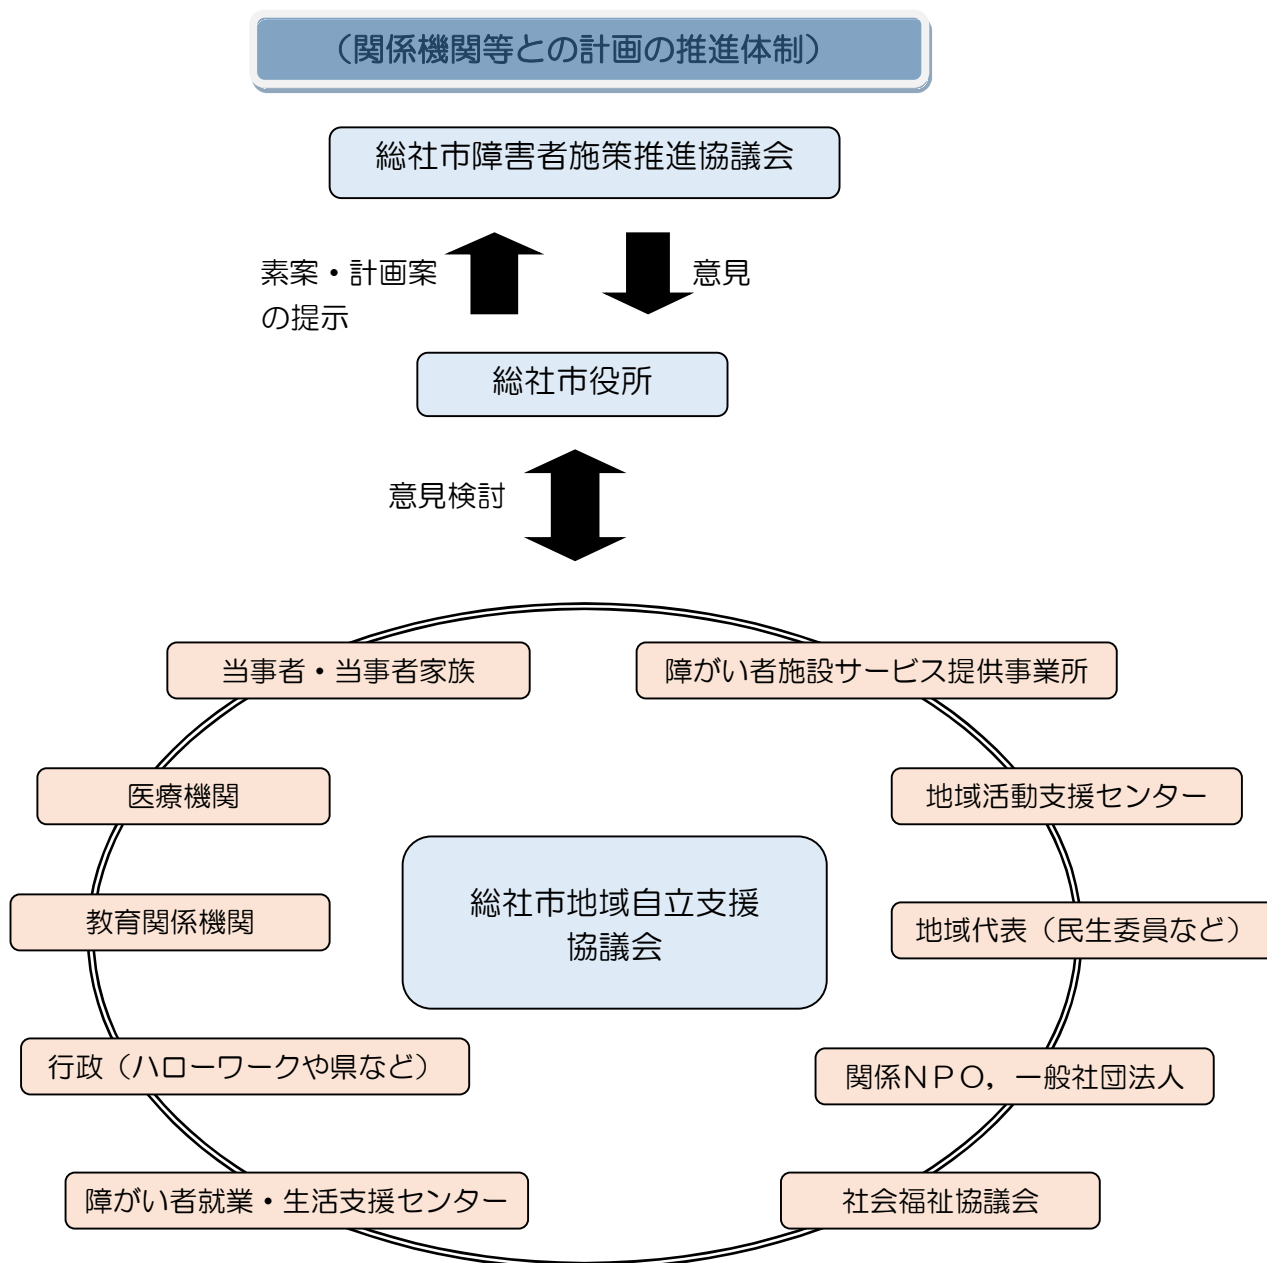 （関係機関等との計画の推進体制）
総社市障害者施策推進協議会
素案・計画案
の提示
意見
総社市役所
意見検討
当事者・当事者家族
障がい者施設サービス提供事業所
医療機関
地域活動支援センター
総社市地域自立支援
協議会
教育関係機関
地域代表（民生委員など）
行政（ハローワークや県など）
関係ＮＰＯ，一般社団法人
障がい者就業・生活支援センター
社会福祉協議会